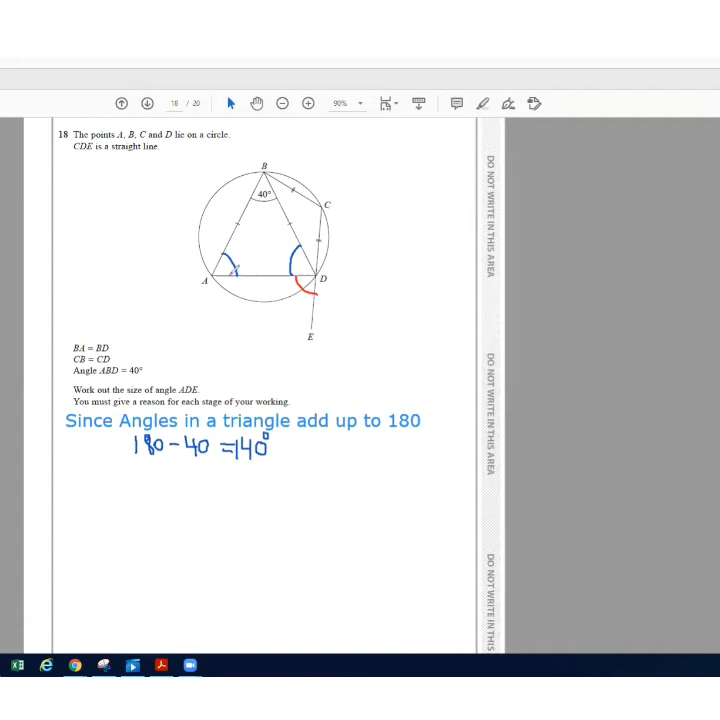 18 / 20
90%
18 The points A, B, C and D lie on a circle.
CDE is a straight line
B
40°
C
A
D
E
BA = BD
CB = CD
Angle ABD = 40°
Work out the size of angle ADE.
You must give a reason for each stage of your working.
Since Angles in a triangle add up to 180
180 - 40 = 140°
DO NOT WRITE IN THIS AREA
DO NOT WRITE IN THIS AREA
DO NOT WRITE IN THIS